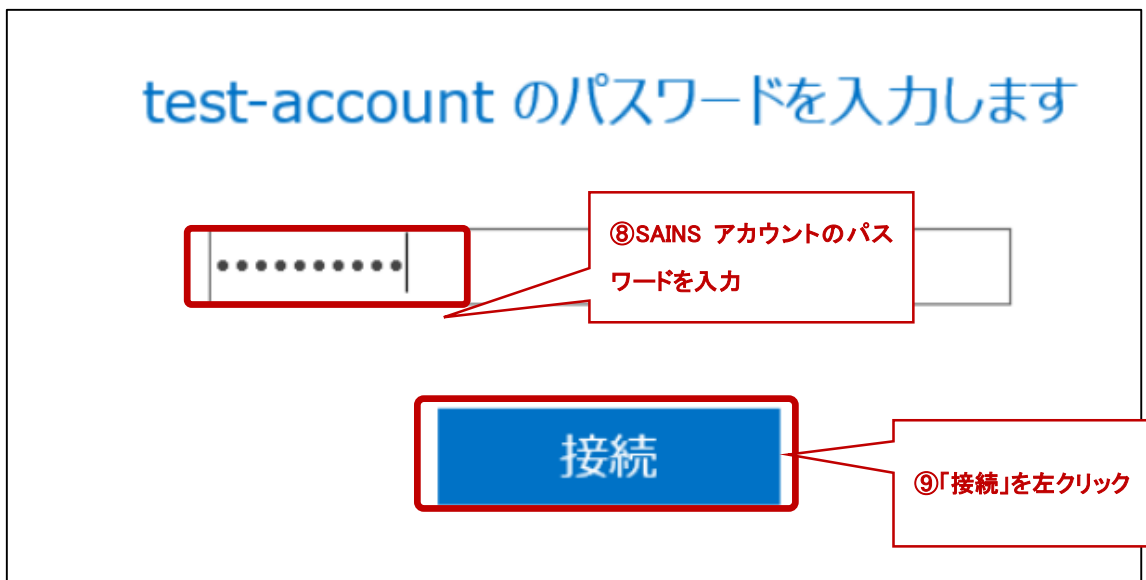 test-account のパスワードを入力します
⑧SAINS アカウントのパス
ワードを入力
••••••••••
接続
⑨「接続」を左クリック